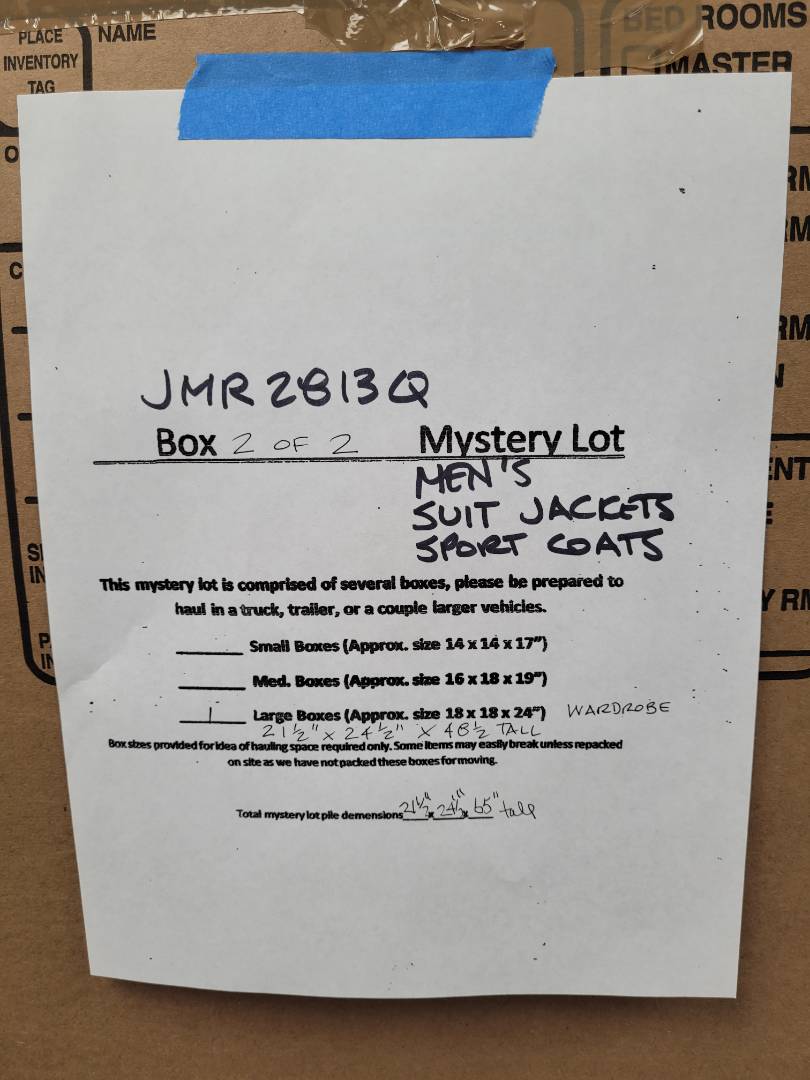 PLACE
INVENTORY
TAG
NAME
BED ROOMS
MASTER
JMR2813Q
Box 2 OF 2 Mystery Lot
MEN'S
SUIT JACKETS
SPORT COATS
This mystery lot is comprised of several boxes, please be prepared to
haul in a truck, trailer, or a couple larger vehicles.
______ Small Boxes (Approx. size 14 x 14 x 17")
______ Med. Boxes (Approx. size 16 x 18 x 19")
1 Large Boxes (Approx. size 18 x 18 x 24") WARDROBE
21½" x 24½" x 48½ TALL
Box sizes provided for idea of hauling space required only. Some items may easily break unless repacked
on site as we have not packed these boxes for moving.
Total mystery lot pile demensions 21½" x 24½" x 65" tall